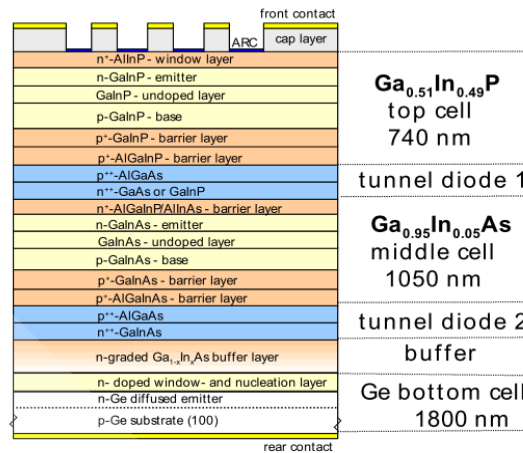 front contact
ARC
cap layer
n⁺-AlInP - window layer
n-GaInP - emitter
GaInP - undoped layer
p-GaInP - base
p⁺-GaInP - barrier layer
p⁺-AlGaInP - barrier layer
p⁺⁺-AlGaAs
n⁺⁺-GaAs or GaInP
n⁺-AlGaInP/AlInAs - barrier layer
n-GaInAs - emitter
GaInAs - undoped layer
p-GaInAs - base
p⁺-GaInAs - barrier layer
p⁺-AlGaInAs - barrier layer
p⁺⁺-AlGaAs
n⁺⁺-GaInAs
n-graded Ga₁₋ₓInₓAs buffer layer
n- doped window- and nucleation layer
n-Ge diffused emitter
p-Ge substrate (100)
rear contact
Ga₀.₅₁In₀.₄₉P
top cell
740 nm
tunnel diode 1
Ga₀.₉₅In₀.₀₅As
middle cell
1050 nm
tunnel diode 2
buffer
Ge bottom cell
1800 nm